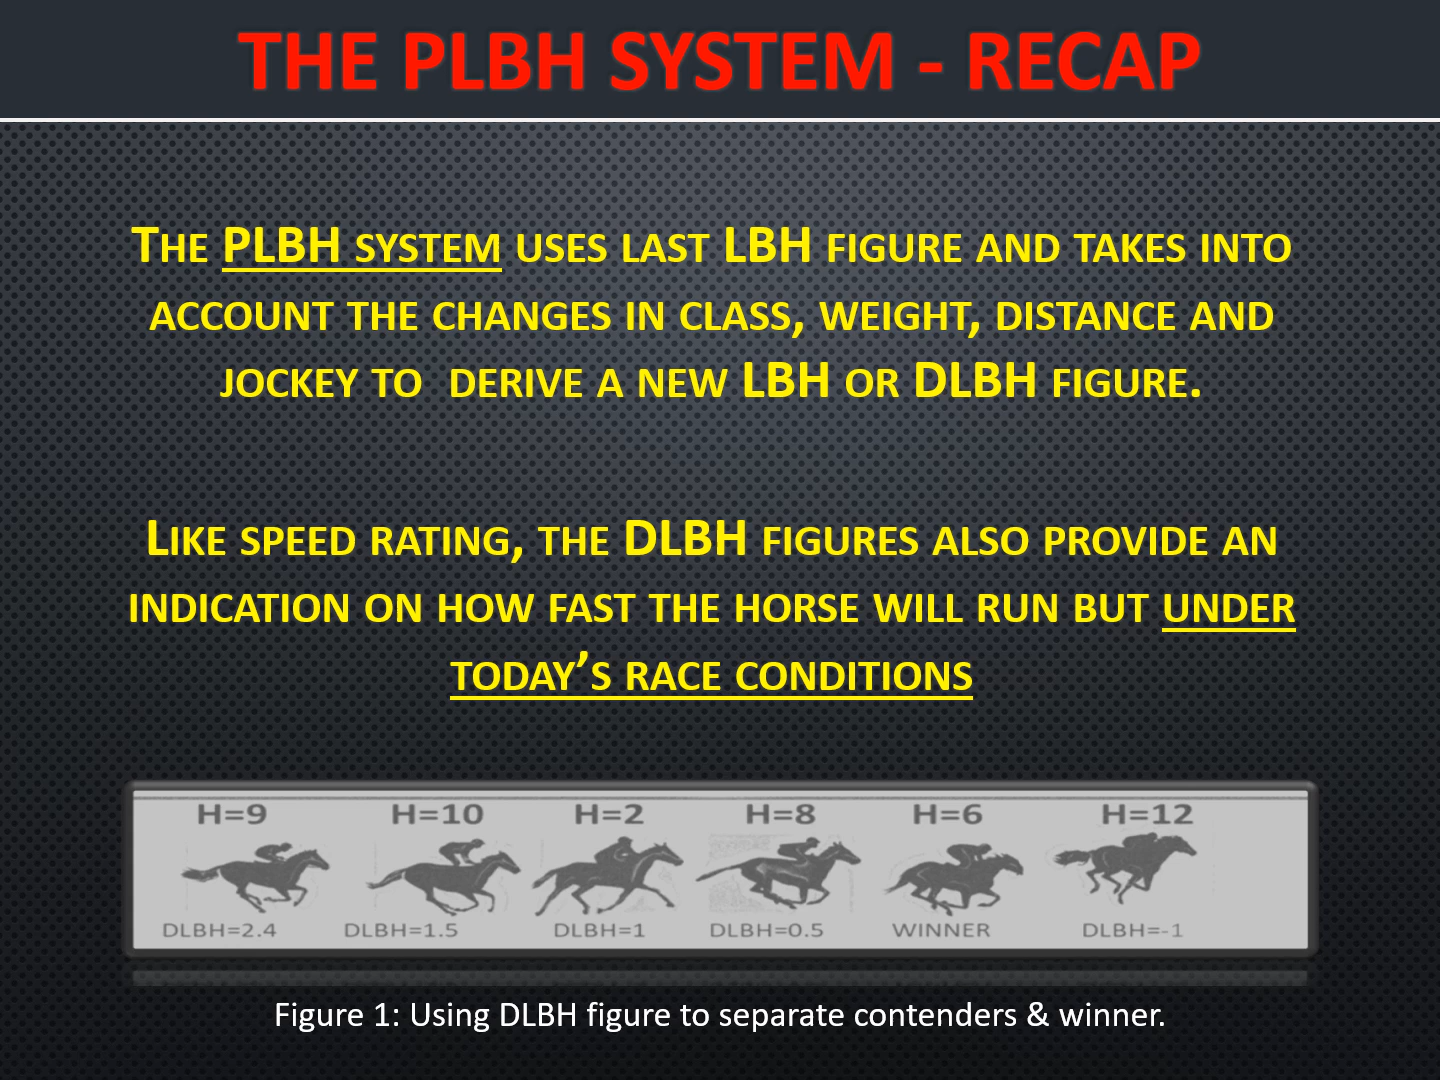 THE PLBH SYSTEM - RECAP
THE PLBH SYSTEM USES LAST LBH FIGURE AND TAKES INTO
ACCOUNT THE CHANGES IN CLASS, WEIGHT, DISTANCE AND
JOCKEY TO DERIVE A NEW LBH OR DLBH FIGURE.
LIKE SPEED RATING, THE DLBH FIGURES ALSO PROVIDE AN
INDICATION ON HOW FAST THE HORSE WILL RUN BUT UNDER
TODAY'S RACE CONDITIONS
H=9 H=10 H=2 H=8 H=6 H=12
DLBH=2.4 DLBH=1.5 DLBH=1 DLBH=0.5 WINNER DLBH=-1
Figure 1: Using DLBH figure to separate contenders & winner.